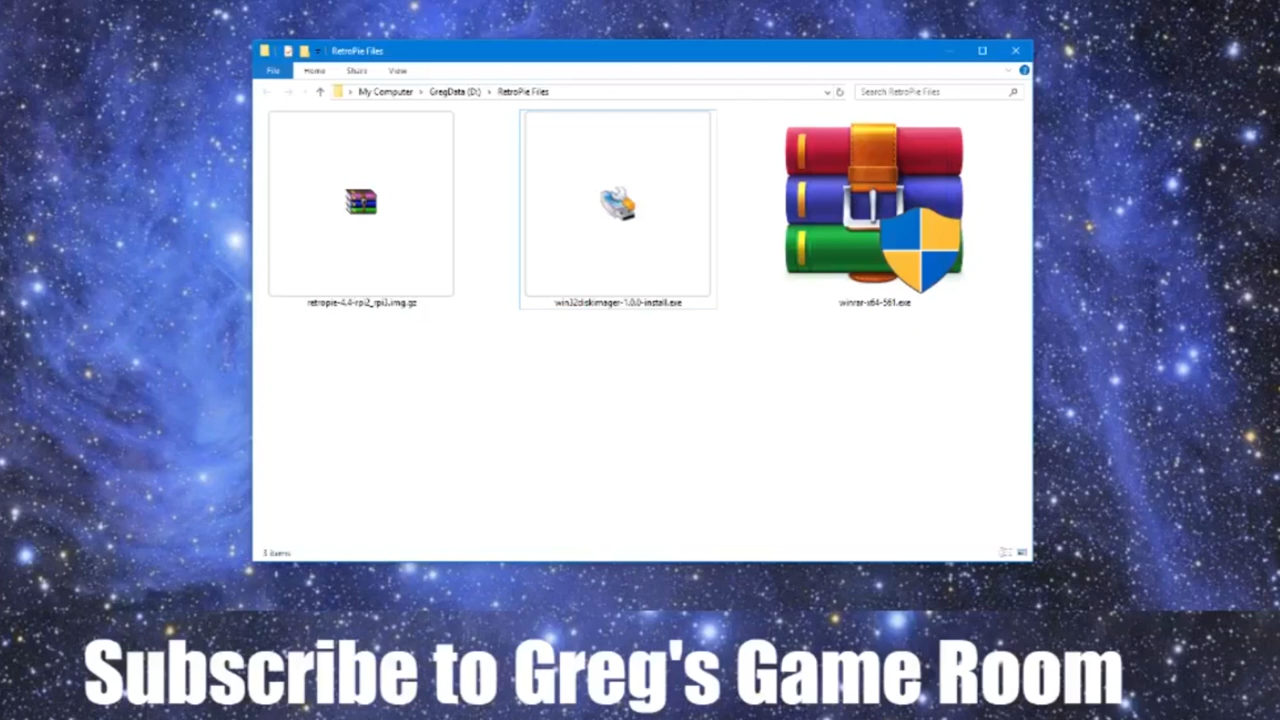 RetroPie Files
File Home Share View
My Computer GregData (D:) RetroPie Files Search RetroPie Files
retropie-4.4-rpi2_rpi3.img.gz win32diskimager-1.0.0-install.exe winrar-x64-561.exe
3 items
Subscribe to Greg's Game Room